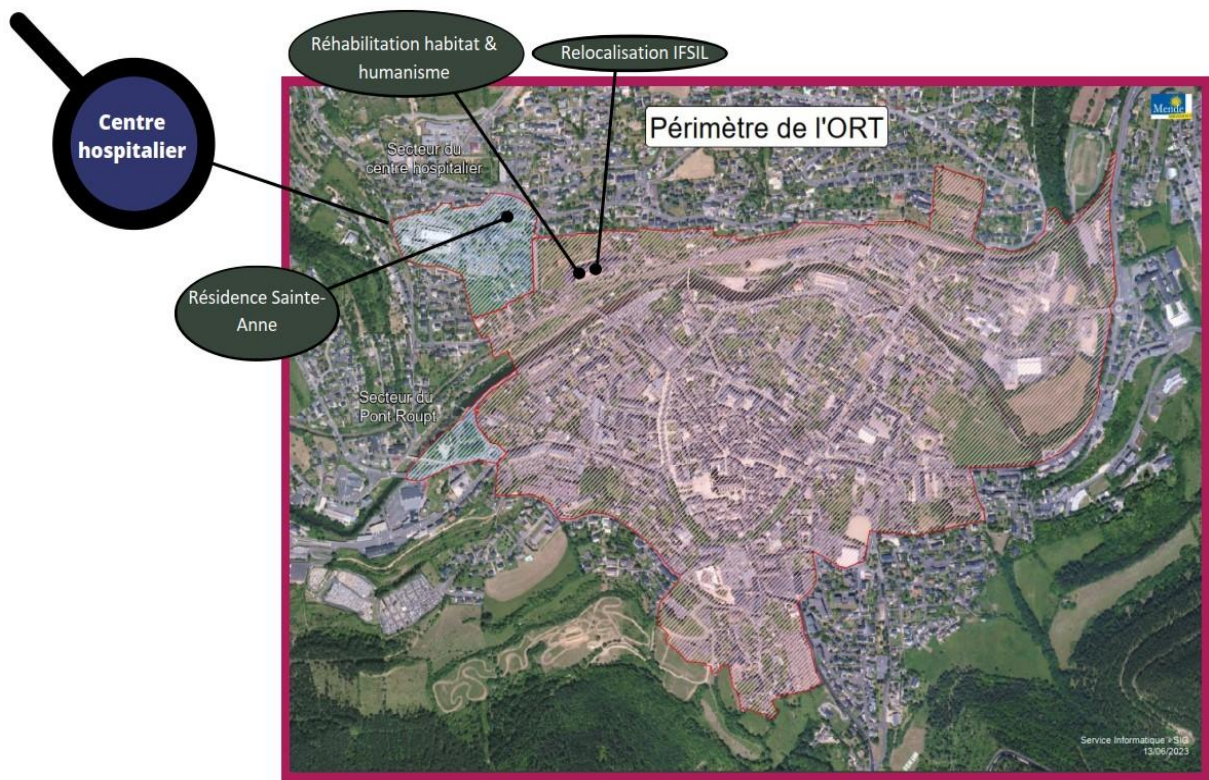 Réhabilitation habitat &
humanisme
Relocalisation IFSIL
Centre
hospitalier
Périmètre de l'ORT
Mende
Secteur du
centre hospitalier
Résidence Sainte-
Anne
Secteur du
Pont Roupt
Service Informatique - SIG
13/06/2023